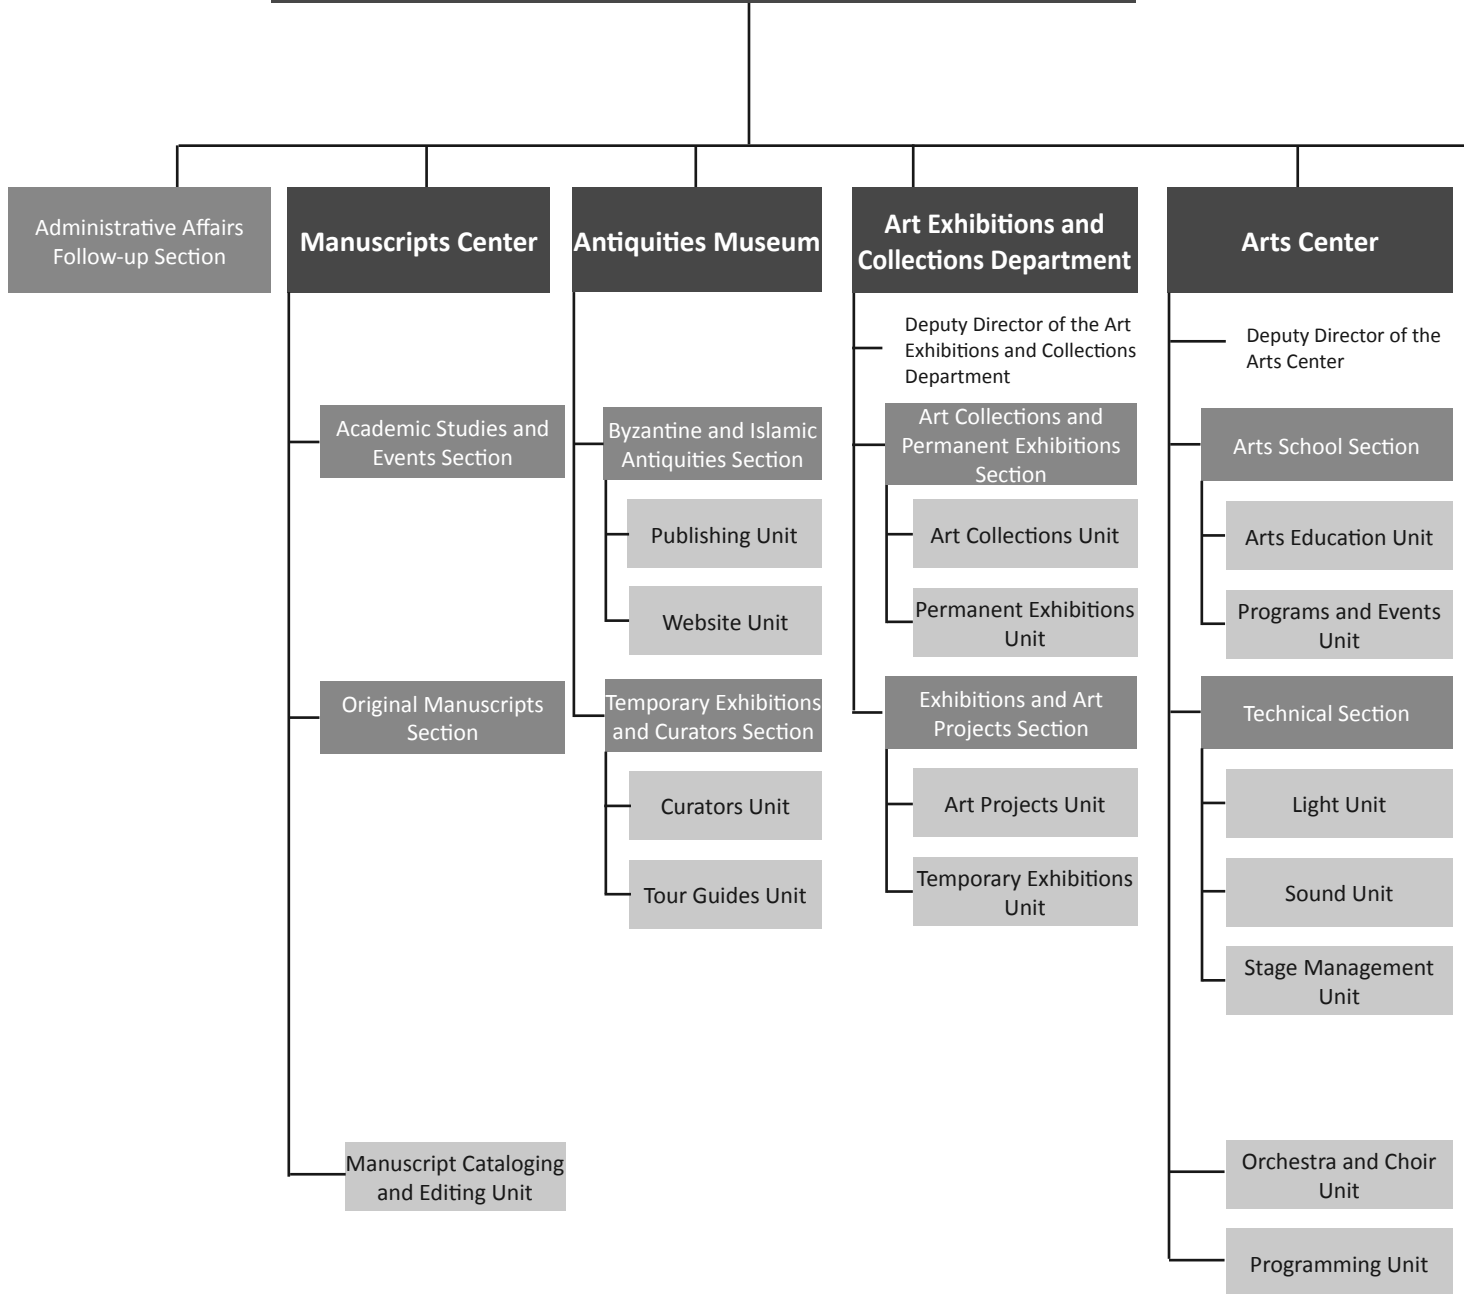 Administrative Affairs
Follow-up Section
Manuscripts Center
Antiquities Museum
Art Exhibitions and
Collections Department
Arts Center
Academic Studies and
Events Section
Original Manuscripts
Section
Manuscript Cataloging
and Editing Unit
Byzantine and Islamic
Antiquities Section
Publishing Unit
Website Unit
Temporary Exhibitions
and Curators Section
Curators Unit
Tour Guides Unit
Deputy Director of the Art
Exhibitions and Collections
Department
Art Collections and
Permanent Exhibitions
Section
Art Collections Unit
Permanent Exhibitions
Unit
Exhibitions and Art
Projects Section
Art Projects Unit
Temporary Exhibitions
Unit
Deputy Director of the
Arts Center
Arts School Section
Arts Education Unit
Programs and Events
Unit
Technical Section
Light Unit
Sound Unit
Stage Management
Unit
Orchestra and Choir
Unit
Programming Unit